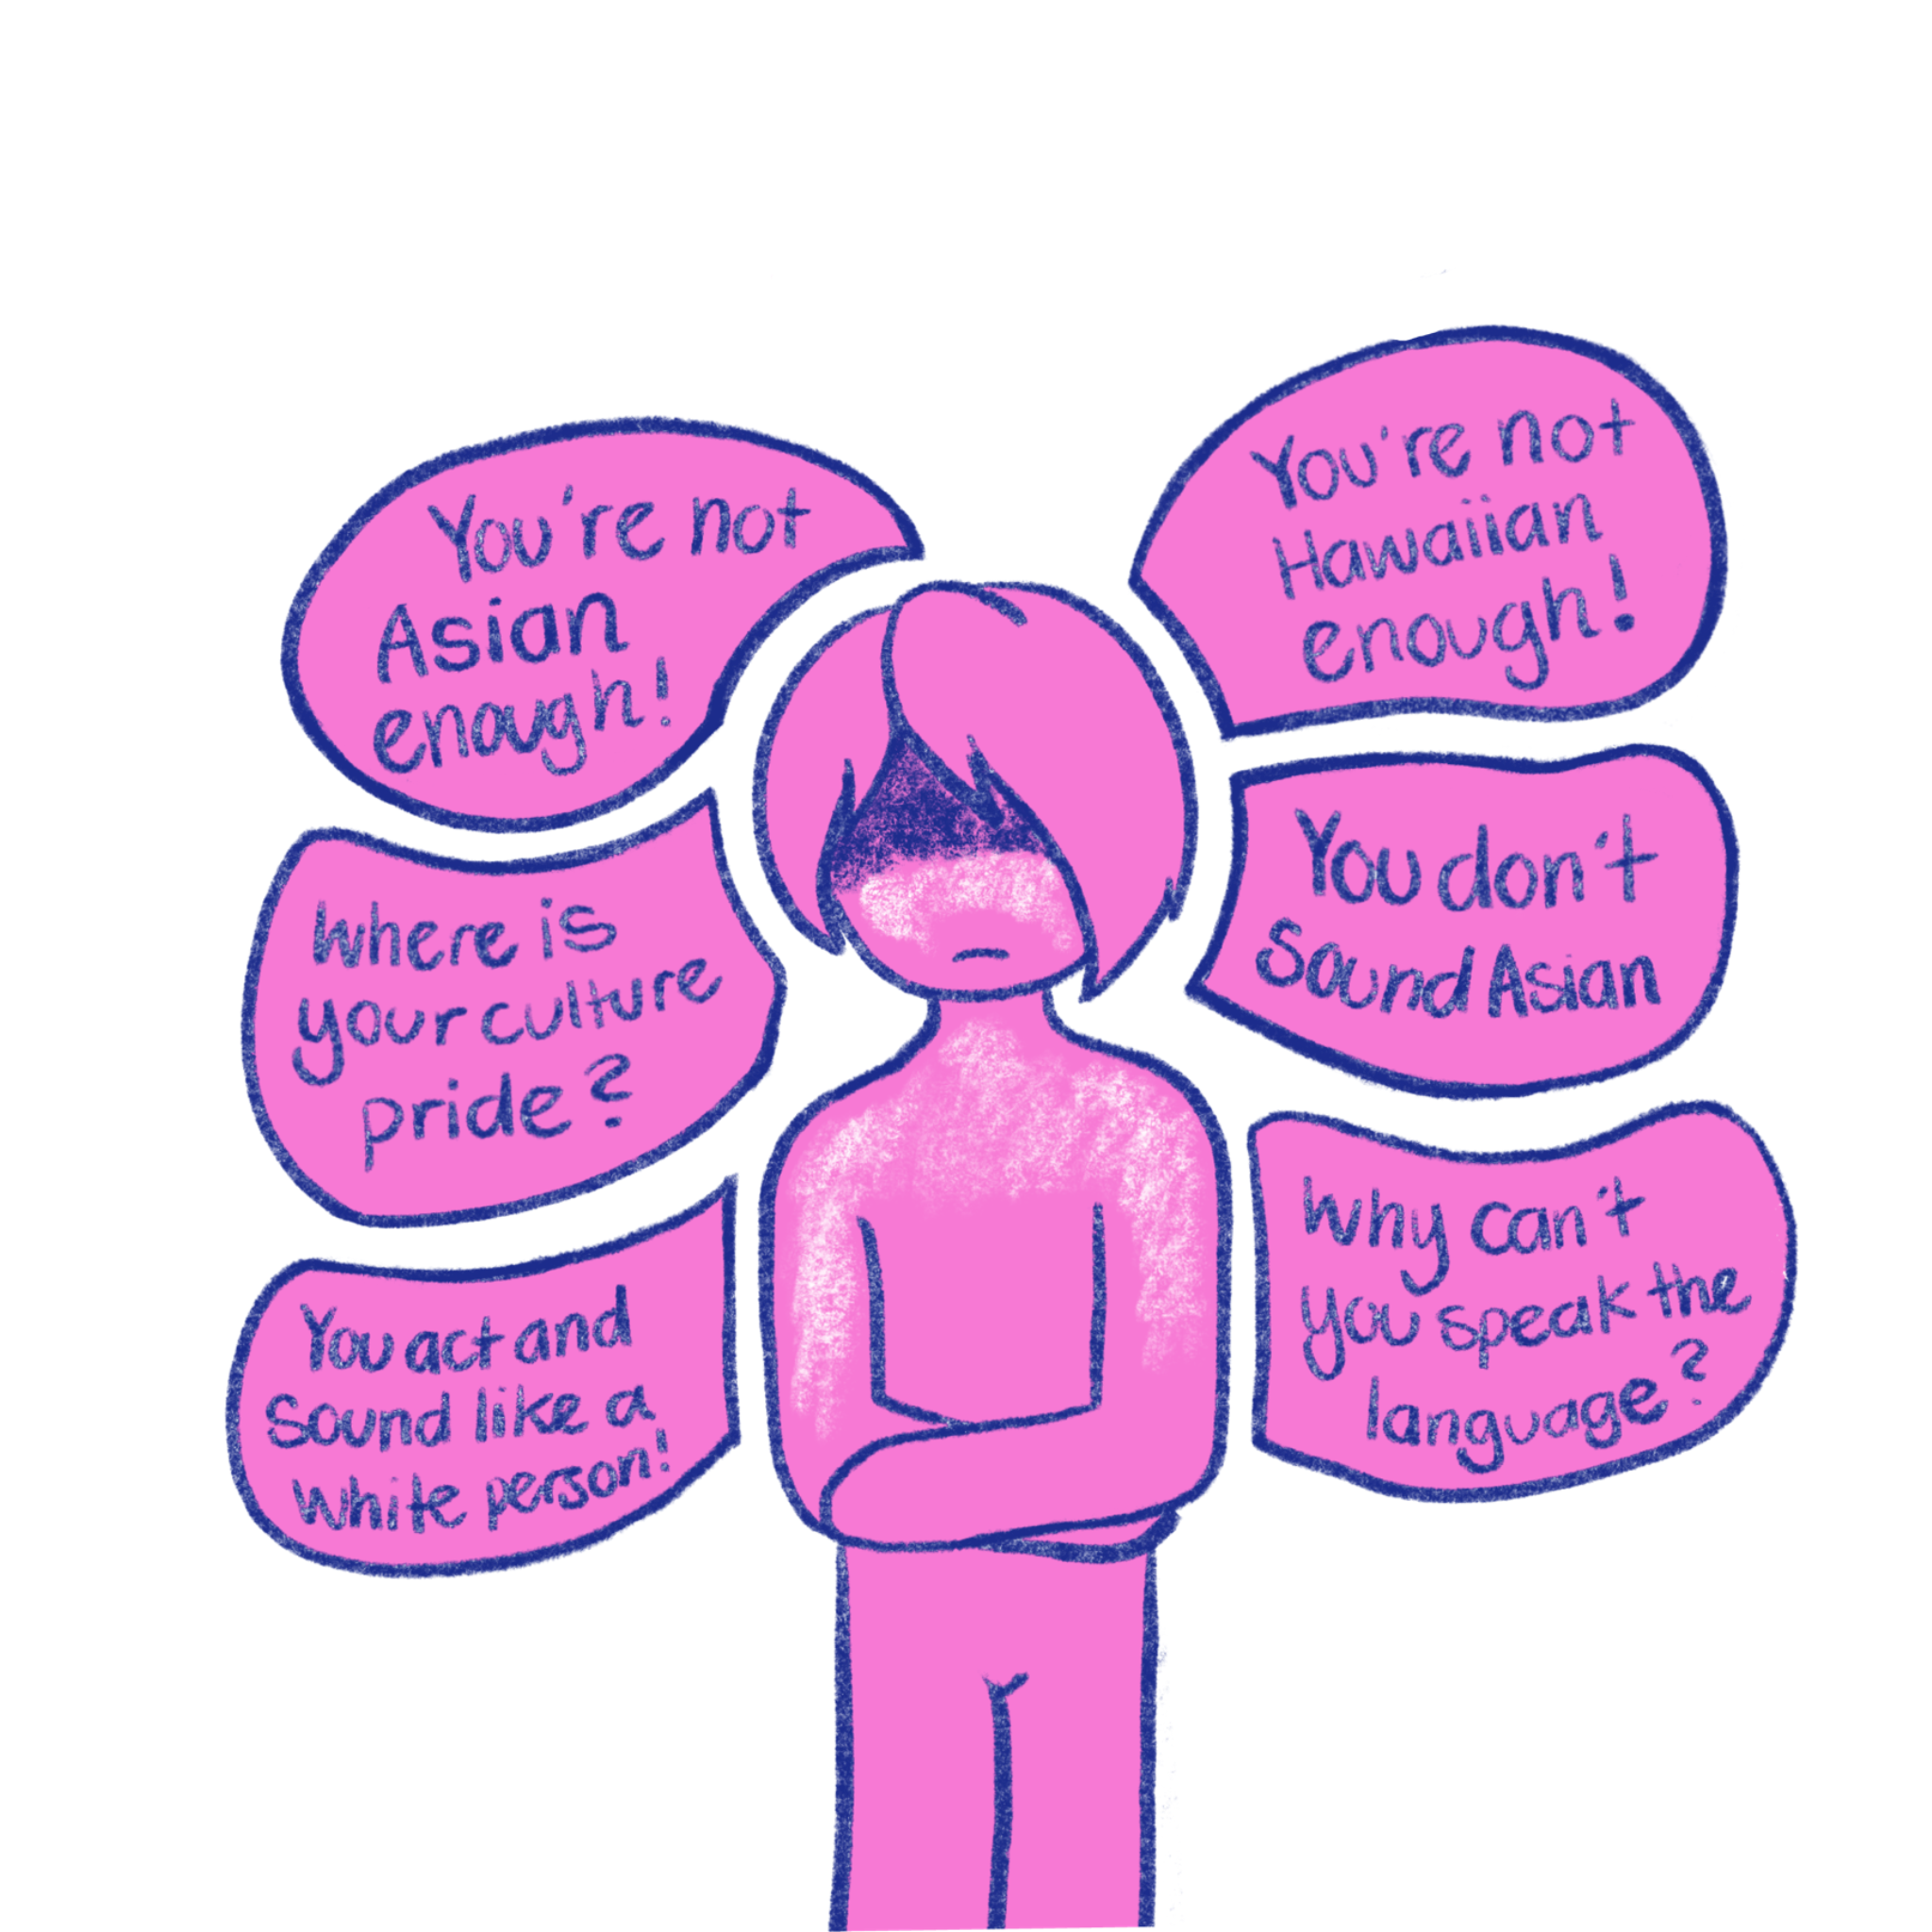 You're not
Asian
enough!
You're not
Hawaiian
enough!
Where is
your culture
pride?
You don't
Sound Asian
You act and
Sound like a
White person!
Why can't
you speak the
language?